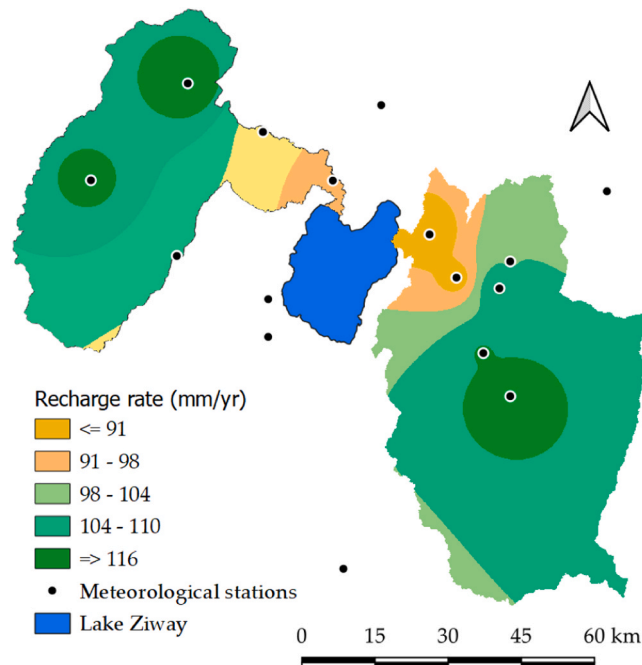 Recharge rate (mm/yr)
<= 91
91 - 98
98 - 104
104 - 110
=> 116
Meteorological stations
Lake Ziway
0 15 30 45 60 km